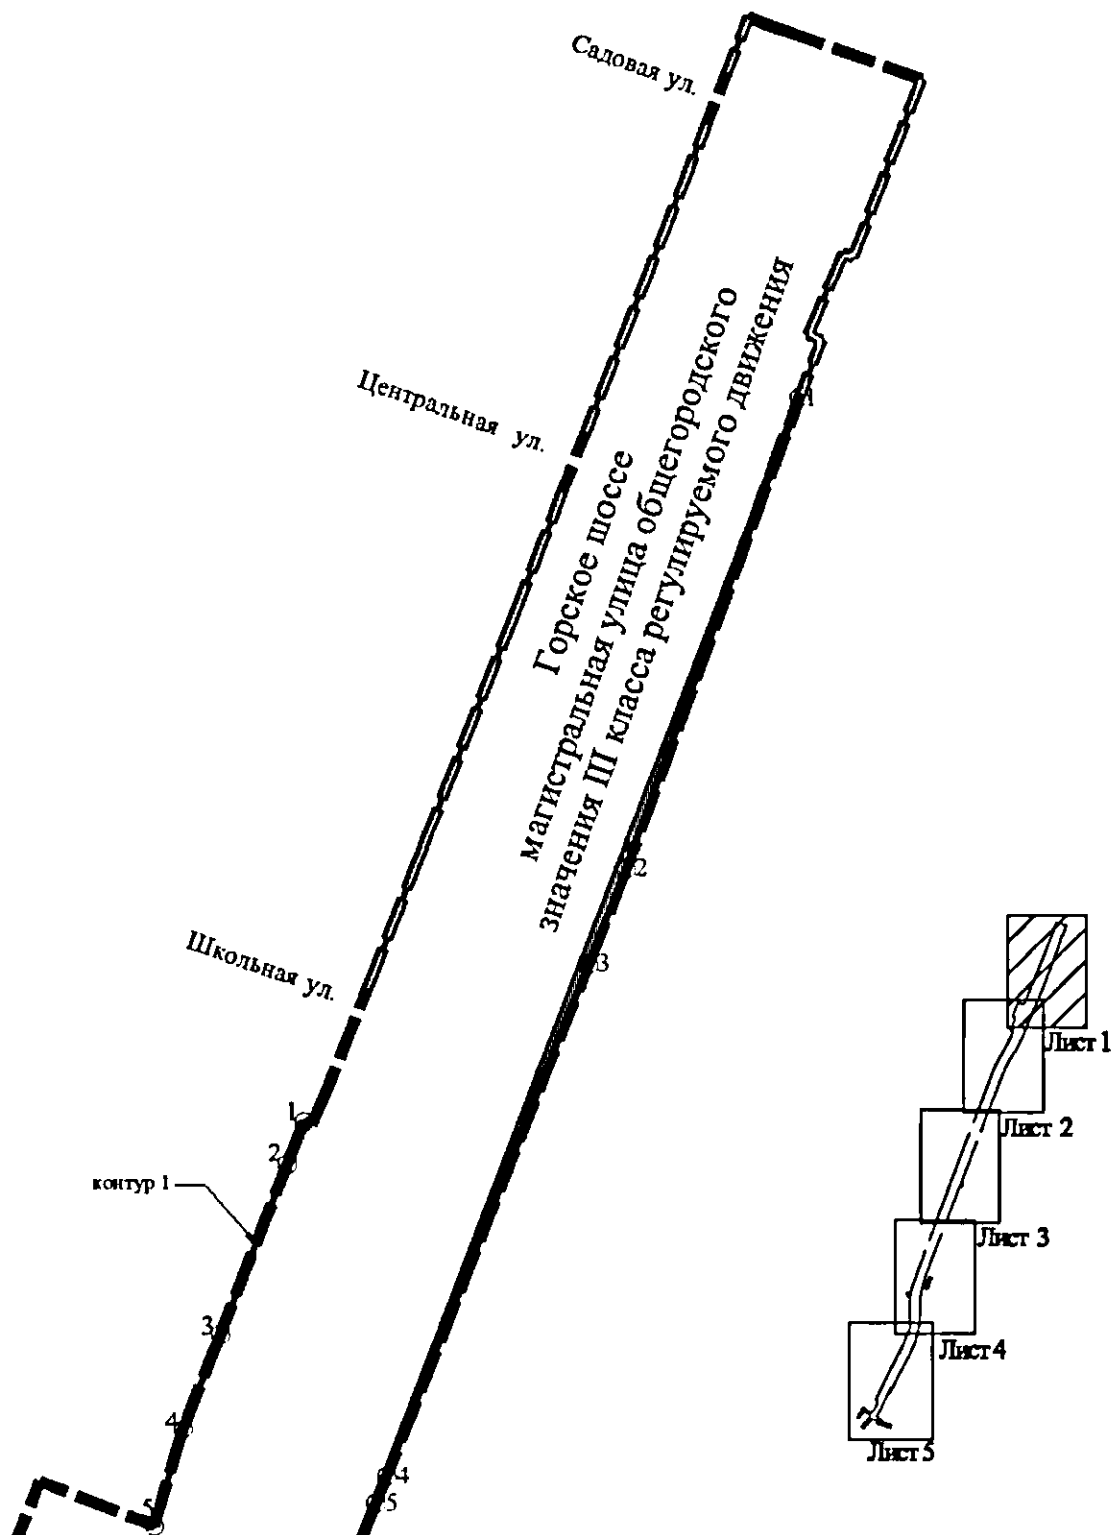 Садовая ул.
Центральная ул.
Горское шоссе
магистральная улица общегородского
значения III класса регулируемого движения
1
2
3
Школьная ул.
1
2
контур 1
3
4
5
4
5
Лист 1
Лист 2
Лист 3
Лист 4
Лист 5